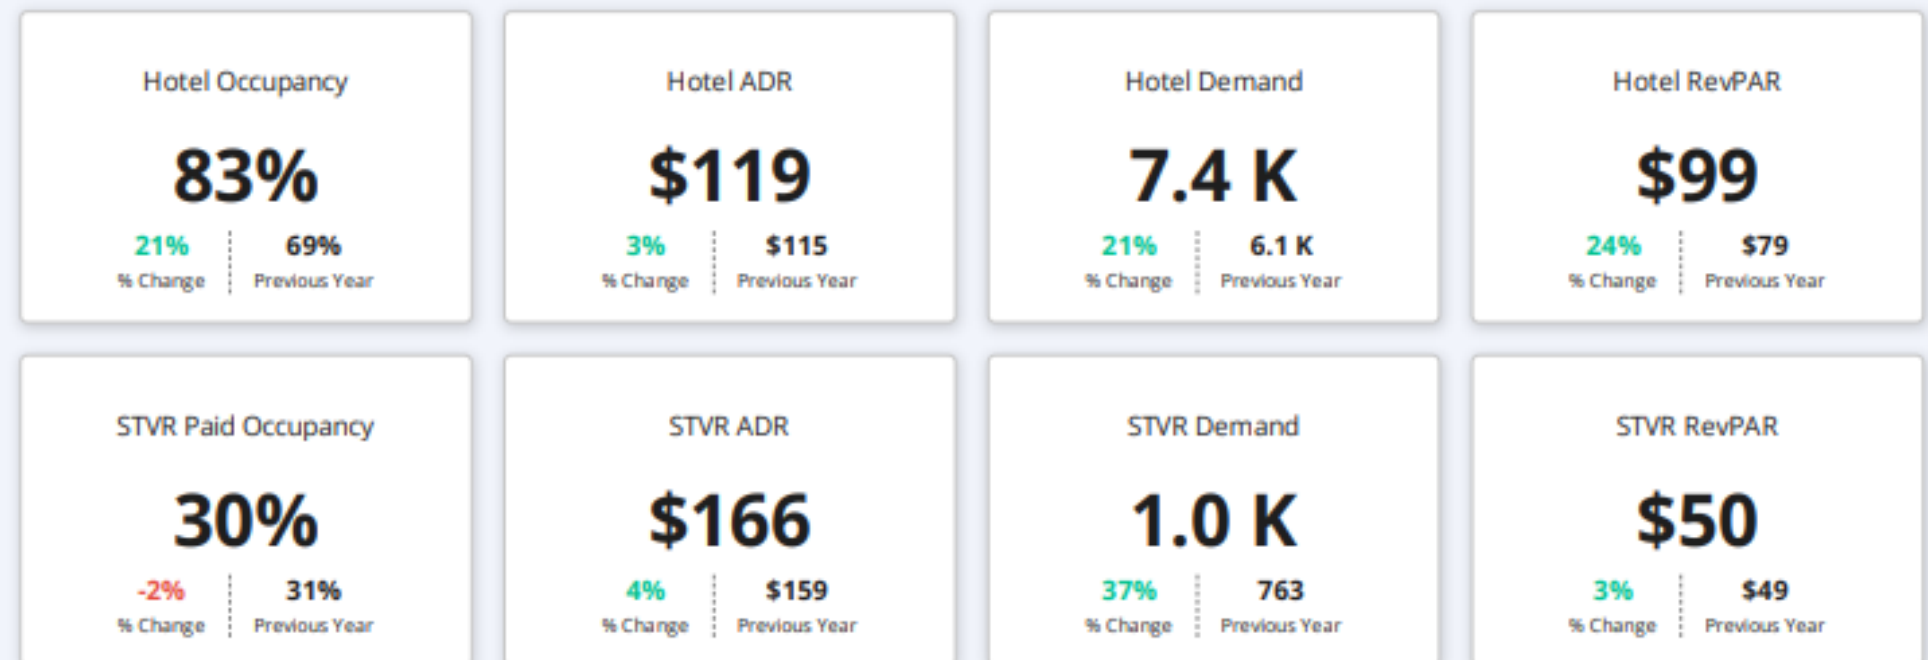 Hotel Occupancy
83%
21%
% Change
69%
Previous Year
Hotel ADR
$119
3%
% Change
$115
Previous Year
Hotel Demand
7.4 K
21%
% Change
6.1 K
Previous Year
Hotel RevPAR
$99
24%
% Change
$79
Previous Year
STVR Paid Occupancy
30%
-2%
% Change
31%
Previous Year
STVR ADR
$166
4%
% Change
$159
Previous Year
STVR Demand
1.0 K
37%
% Change
763
Previous Year
STVR RevPAR
$50
3%
% Change
$49
Previous Year